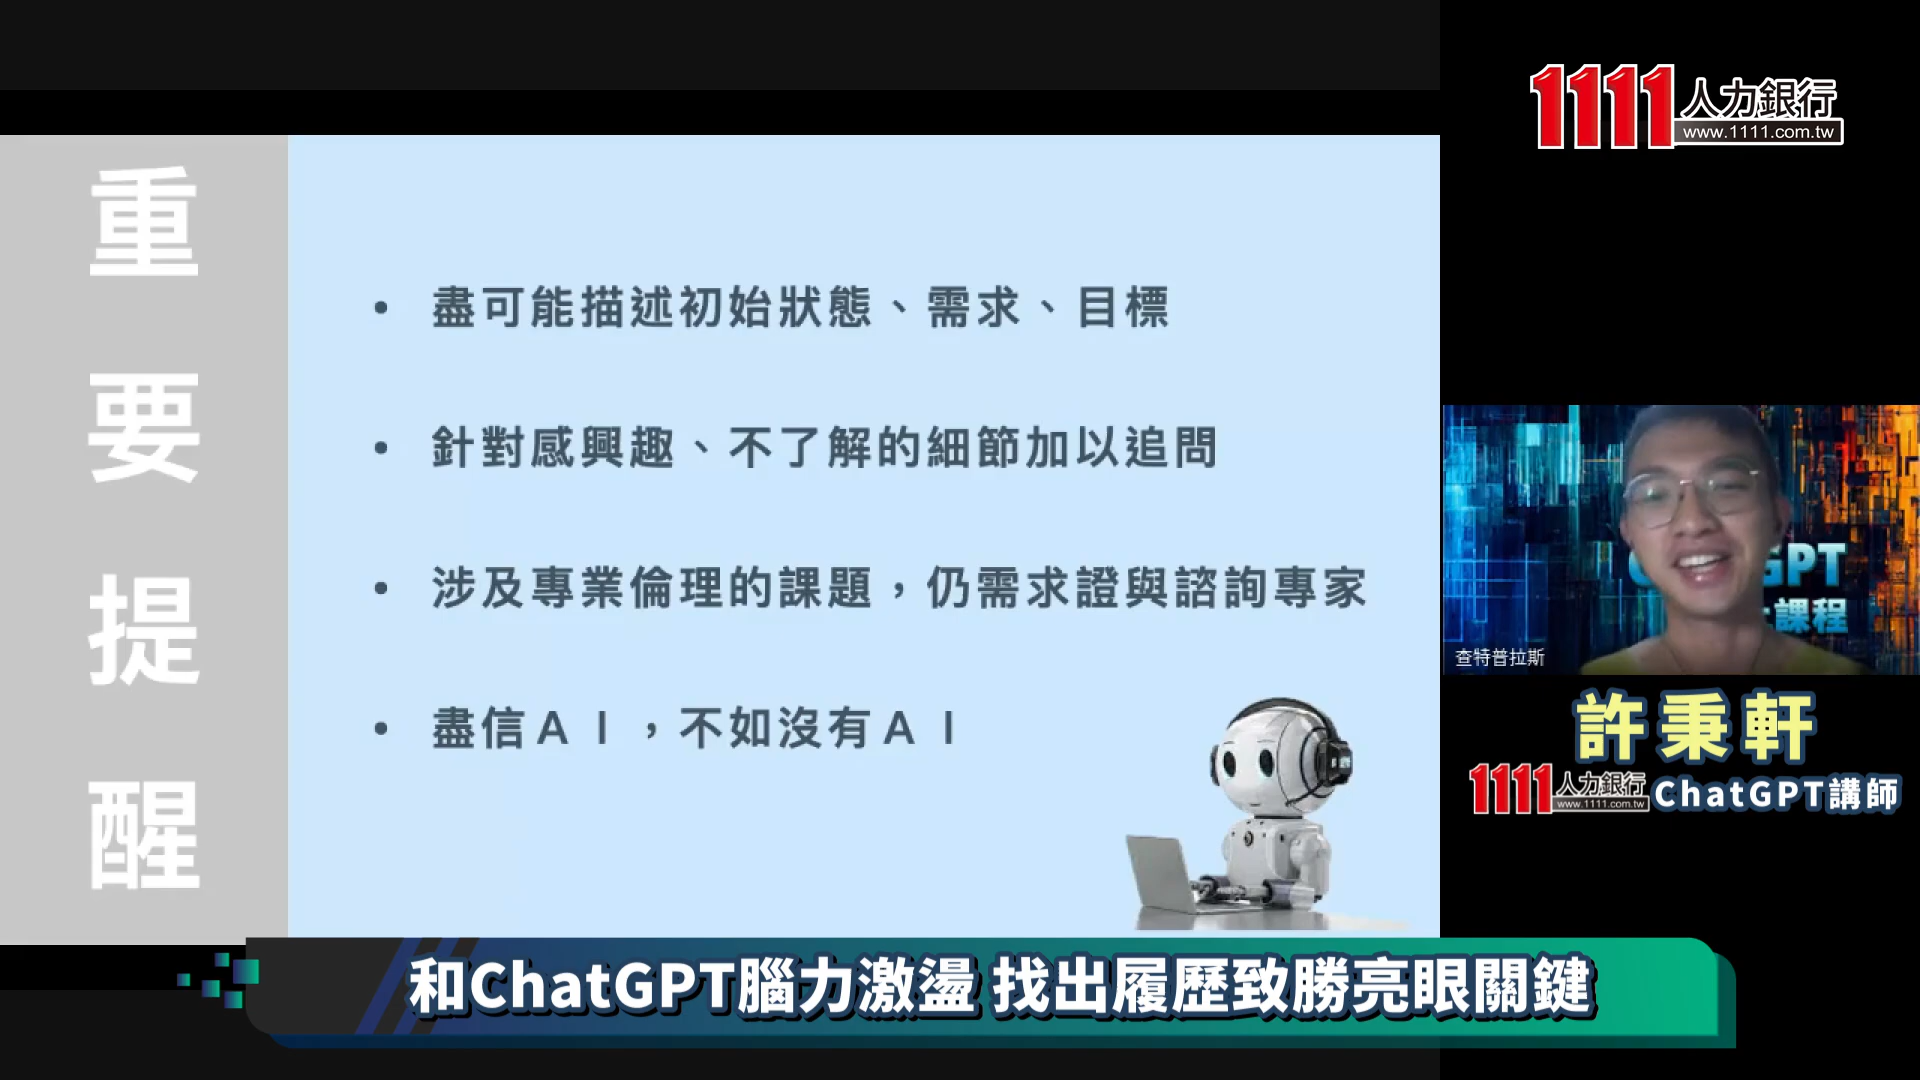 重要提醒
• 盡可能描述初始狀態、需求、目標
• 針對感興趣、不了解的細節加以追問
• 涉及專業倫理的課題，仍需求證與諮詢專家
• 盡信AI，不如沒有AI
1111人力銀行
www.1111.com.tw
GPT
課程
查特普拉斯
許秉軒
1111人力銀行 ChatGPT講師
www.1111.com.tw
和ChatGPT腦力激盪 找出履歷致勝亮眼關鍵